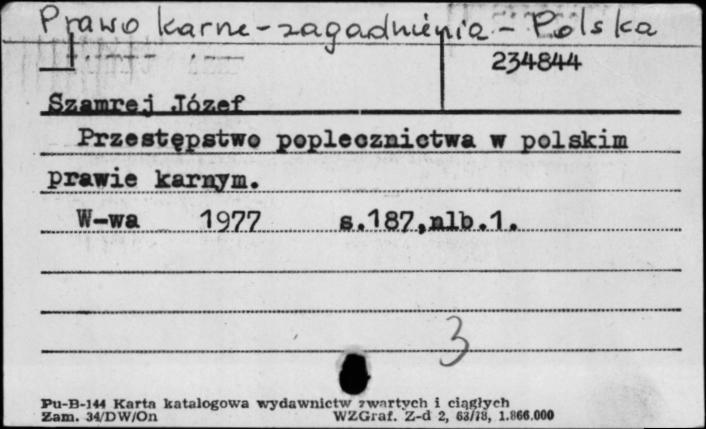 Prawo karne-zagadnienia - Polska
234844
Szamrej Józef
Przestępstwo poplecznictwa w polskim
prawie karnym.
W-wa 1977 s.187,nlb.1.
3
Pu-B-144 Karta katalogowa wydawnictw zwartych i ciągłych
Zam. 34/DW/On WZGraf. Z-d 2, 63/78, 1.866.000